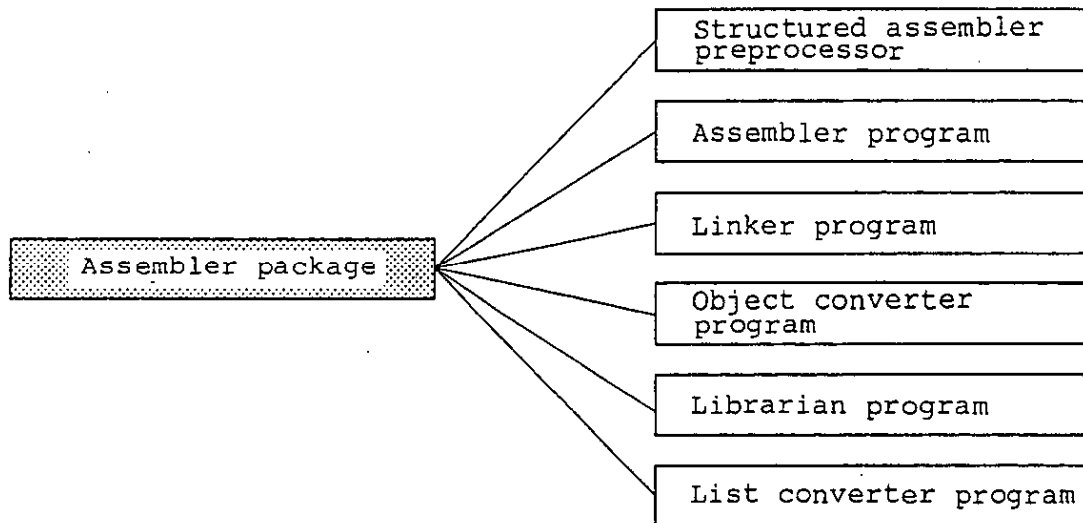 Structured assembler
preprocessor
Assembler program
Linker program
Assembler package
Object converter
program
Librarian program
List converter program